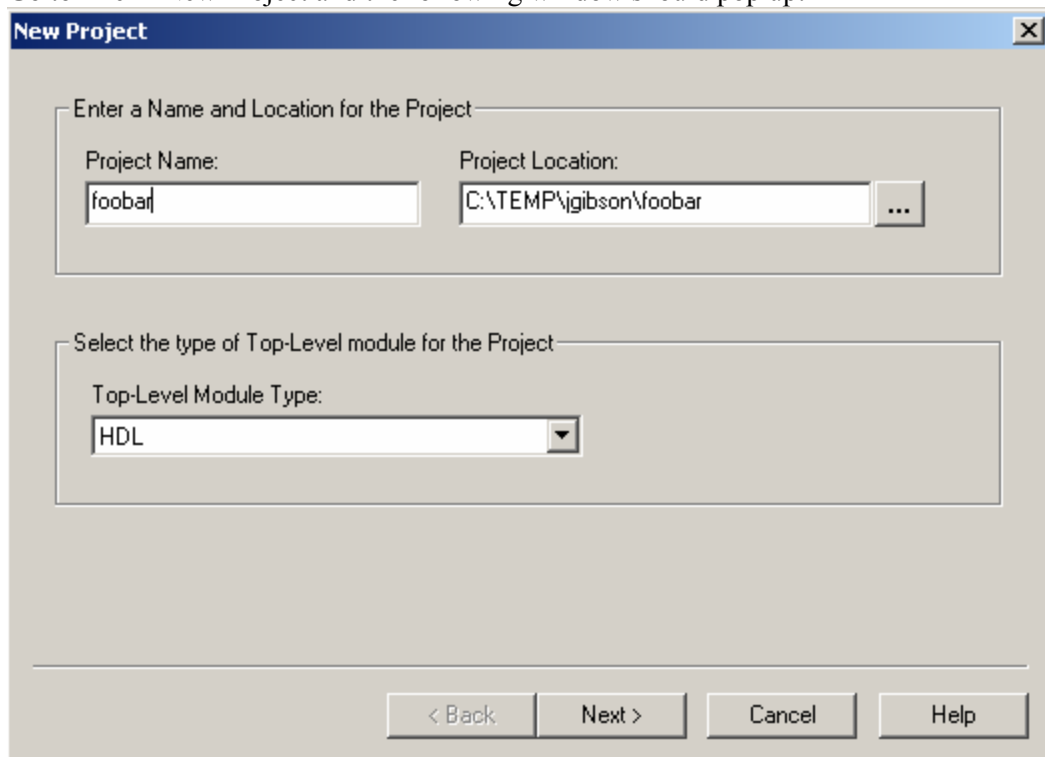 New Project
Enter a Name and Location for the Project
Project Name:
Project Location:
foobar
C:\TEMP\jgibson\foobar
...
Select the type of Top-Level module for the Project
Top-Level Module Type:
HDL
< Back
Next >
Cancel
Help